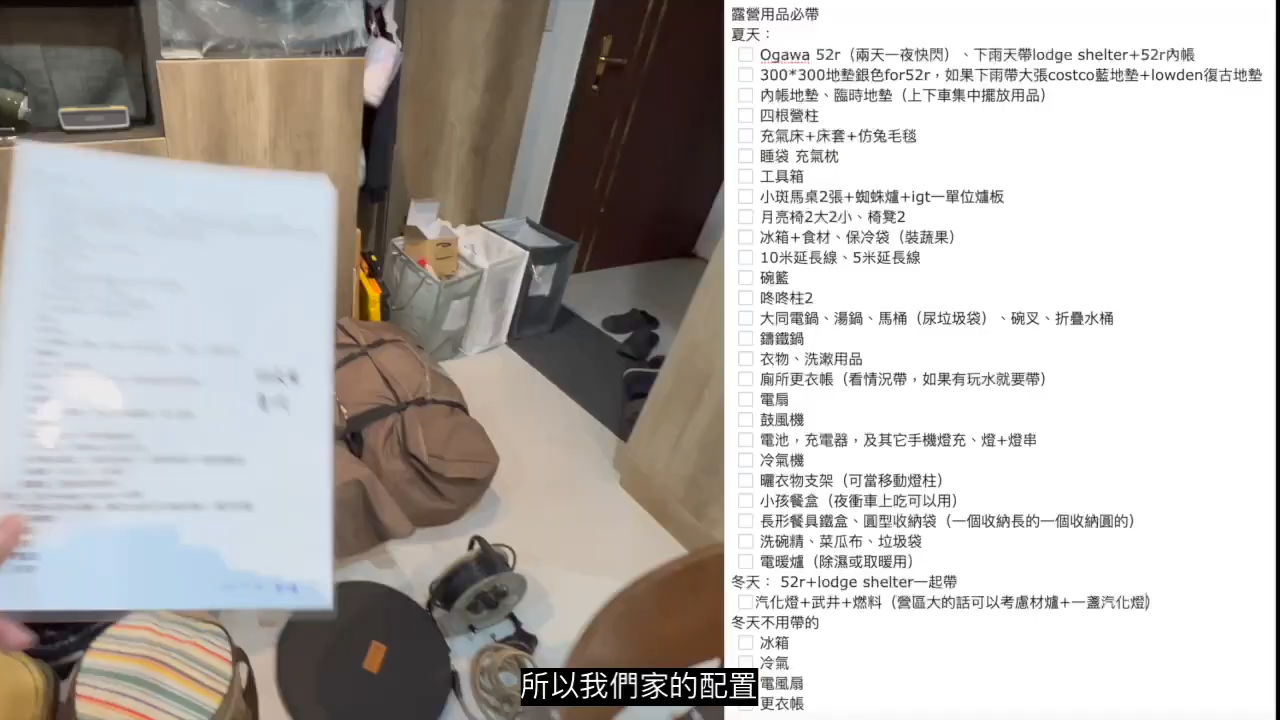 露營用品必帶
夏天：
Ogawa 52r（兩天一夜快閃）、下雨天帶lodge shelter+52r內帳
300*300地墊銀色for52r，如果下雨帶大張costco藍地墊+lowden復古地墊
內帳地墊、臨時地墊（上下車集中擺放用品）
四根營柱
充氣床+床套+仿兔毛毯
睡袋 充氣枕
工具箱
小斑馬桌2張+蜘蛛爐+igt一單位爐板
月亮椅2大2小、椅凳2
冰箱+食材、保冷袋（裝蔬果）
10米延長線、5米延長線
碗籃
咚咚柱2
大同電鍋、湯鍋、馬桶（尿垃圾袋）、碗叉、折疊水桶
鑄鐵鍋
衣物、洗漱用品
廁所更衣帳（看情況帶，如果有玩水就要帶）
電扇
鼓風機
電池，充電器，及其它手機燈充、燈+燈串
冷氣機
曬衣物支架（可當移動燈柱）
小孩餐盒（夜衝車上吃可以用）
長形餐具鐵盒、圓型收納袋（一個收納長的一個收納圓的）
洗碗精、菜瓜布、垃圾袋
電暖爐（除濕或取暖用）
冬天： 52r+lodge shelter一起帶
汽化燈+武井+燃料（營區大的話可以考慮材爐+一盞汽化燈）
冬天不用帶的
冰箱
冷氣
電風扇
更衣帳
所以我們家的配置